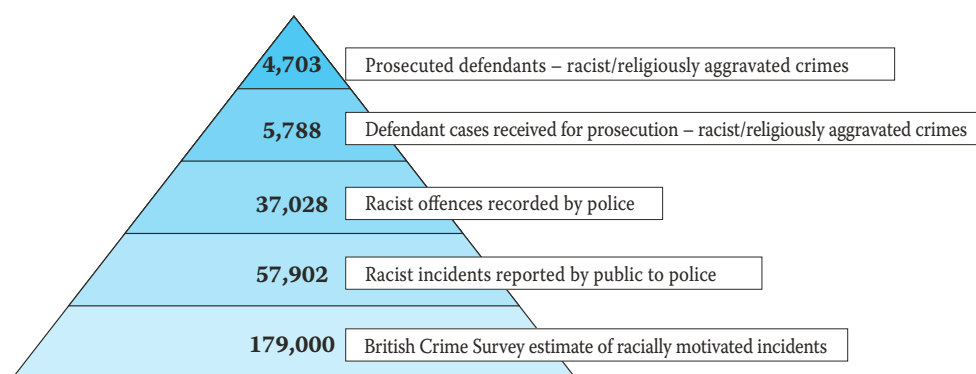 4,703 Prosecuted defendants – racist/religiously aggravated crimes
5,788 Defendant cases received for prosecution – racist/religiously aggravated crimes
37,028 Racist offences recorded by police
57,902 Racist incidents reported by public to police
179,000 British Crime Survey estimate of racially motivated incidents